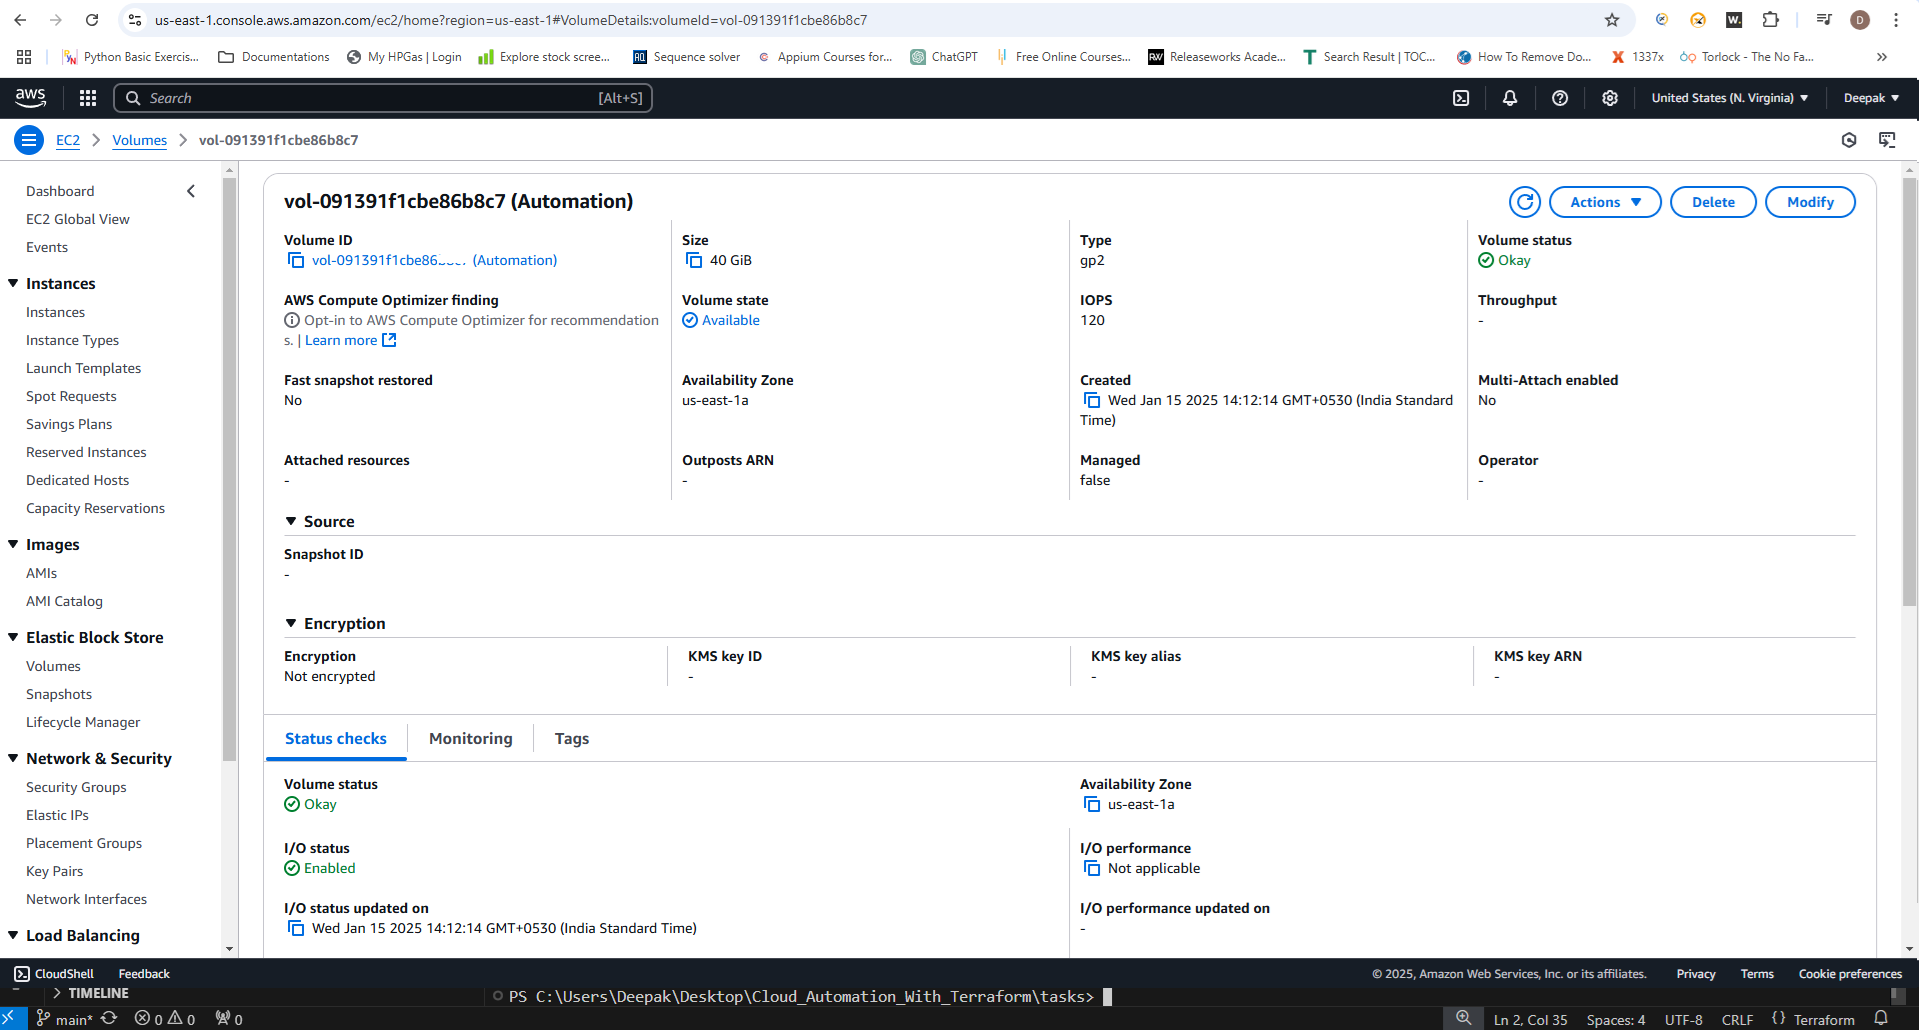 us-east-1.console.aws.amazon.com/ec2/home?region=us-east-1#VolumeDetails:volumeId=vol-091391f1cbe86b8c7
W.
D
Python Basic Exercis...
Documentations
My HPGas | Login
Explore stock scree...
Sequence solver
Appium Courses for...
ChatGPT
Free Online Courses...
RW
Releaseworks Acade...
Search Result | TOC...
How To Remove Do...
1337x
Torlock - The No Fa...
aws
Search
[Alt+S]
United States (N. Virginia)
Deepak
EC2
Volumes
vol-091391f1cbe86b8c7
Dashboard
EC2 Global View
Events
Instances
Instances
Instance Types
Launch Templates
Spot Requests
Savings Plans
Reserved Instances
Dedicated Hosts
Capacity Reservations
Images
AMIs
AMI Catalog
Elastic Block Store
Volumes
Snapshots
Lifecycle Manager
Network & Security
Security Groups
Elastic IPs
Placement Groups
Key Pairs
Network Interfaces
Load Balancing
vol-091391f1cbe86b8c7 (Automation)
Actions
Delete
Modify
Volume ID
(Automation)
Size
40 GiB
Type
gp2
Volume status
Okay
AWS Compute Optimizer finding
Opt-in to AWS Compute Optimizer for recommendation
s. | Learn more
Volume state
Available
IOPS
120
Throughput
-
Fast snapshot restored
No
Availability Zone
us-east-1a
Created
Wed Jan 15 2025 14:12:14 GMT+0530 (India Standard
Time)
Multi-Attach enabled
No
Attached resources
-
Outposts ARN
-
Managed
false
Operator
-
Source
Snapshot ID
-
Encryption
Encryption
Not encrypted
KMS key ID
-
KMS key alias
-
KMS key ARN
-
Status checks
Monitoring
Tags
Volume status
Okay
Availability Zone
us-east-1a
I/O status
Enabled
I/O performance
Not applicable
I/O status updated on
Wed Jan 15 2025 14:12:14 GMT+0530 (India Standard Time)
I/O performance updated on
-
CloudShell
Feedback
© 2025, Amazon Web Services, Inc. or its affiliates.
Privacy
Terms
Cookie preferences
TIMELINE
PS C:\Users\Deepak\Desktop\Cloud_Automation_With_Terraform\tasks>
main*
0
0
0
Ln 2, Col 35
Spaces: 4
UTF-8
CRLF
{}
Terraform